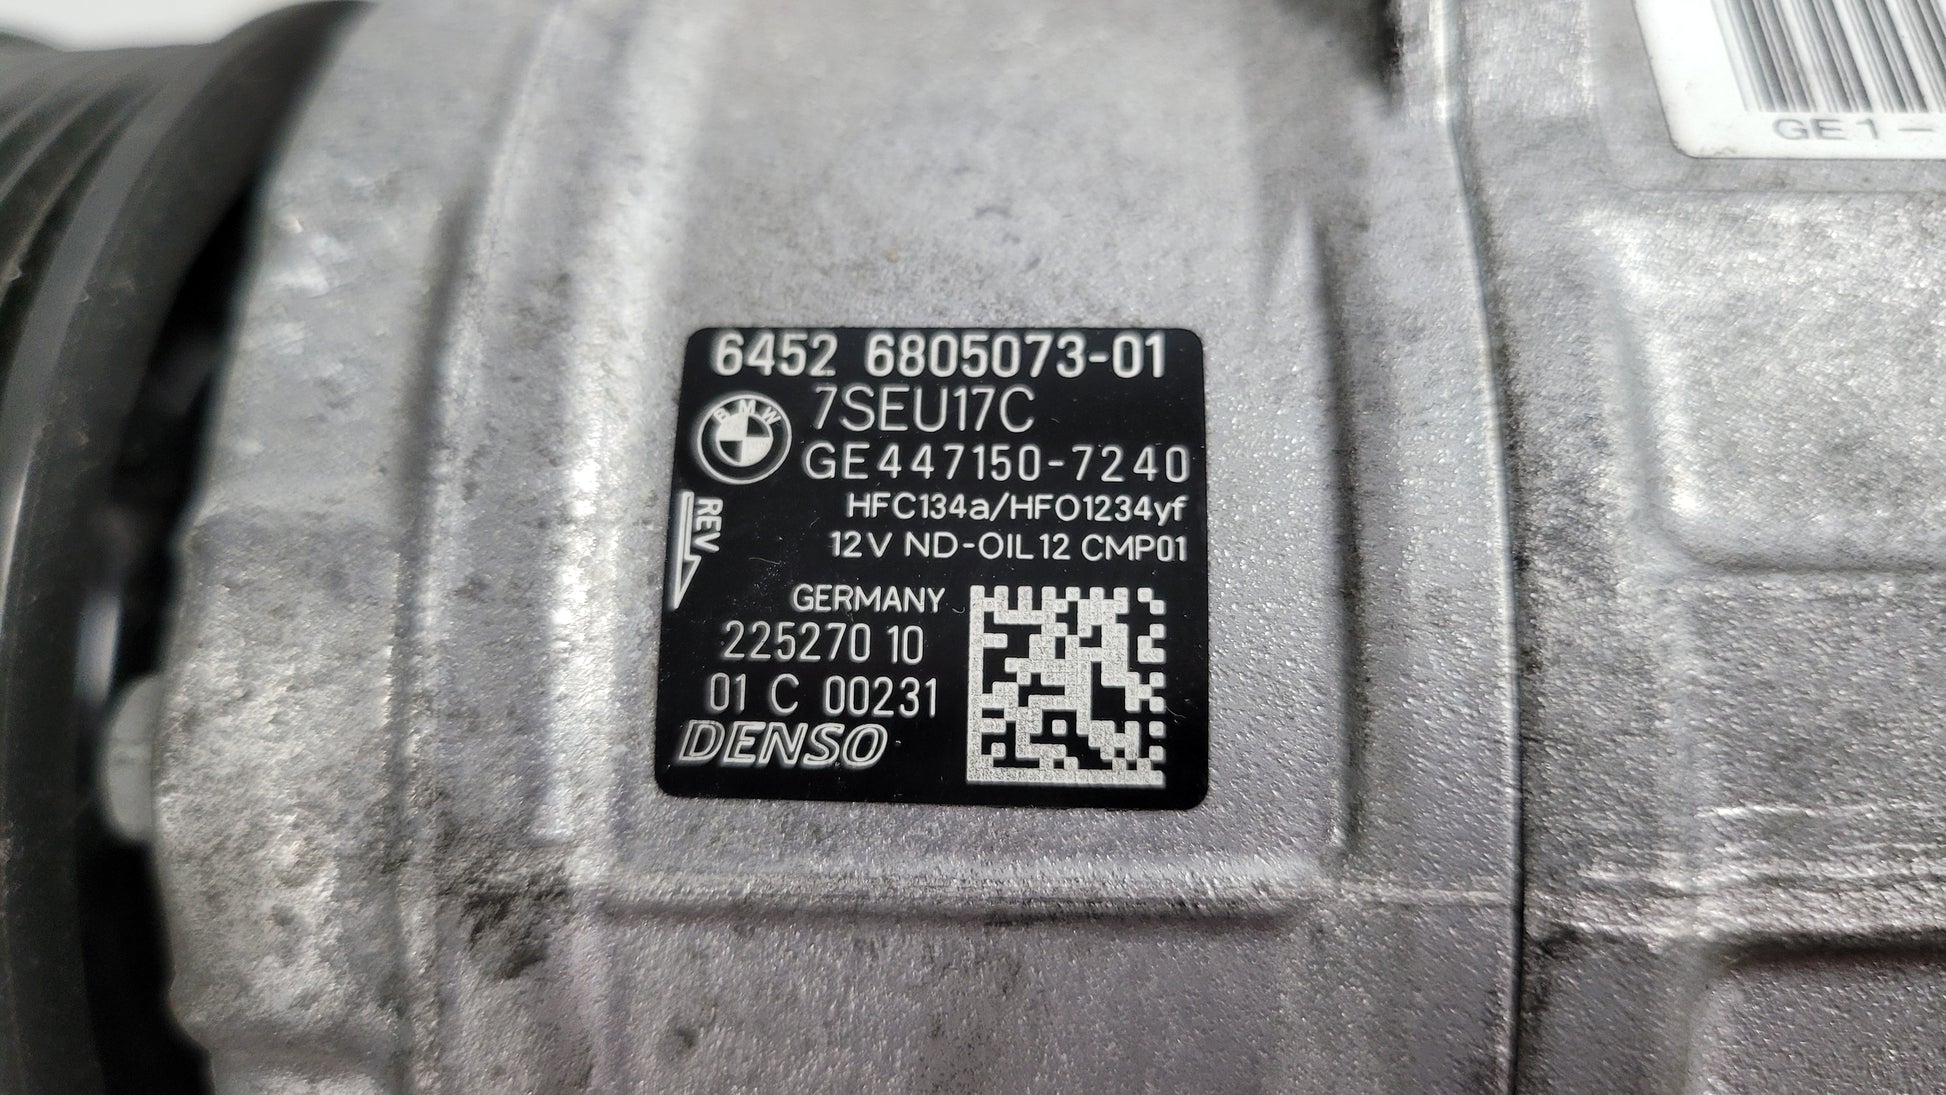 GE1-
6452 6805073-01
BMW
7SEU17C
GE447150-7240
HFC134a/HFO1234yf
12V ND-OIL12 CMP01
REV
GERMANY
225270 10
01 C 00231
DENSO